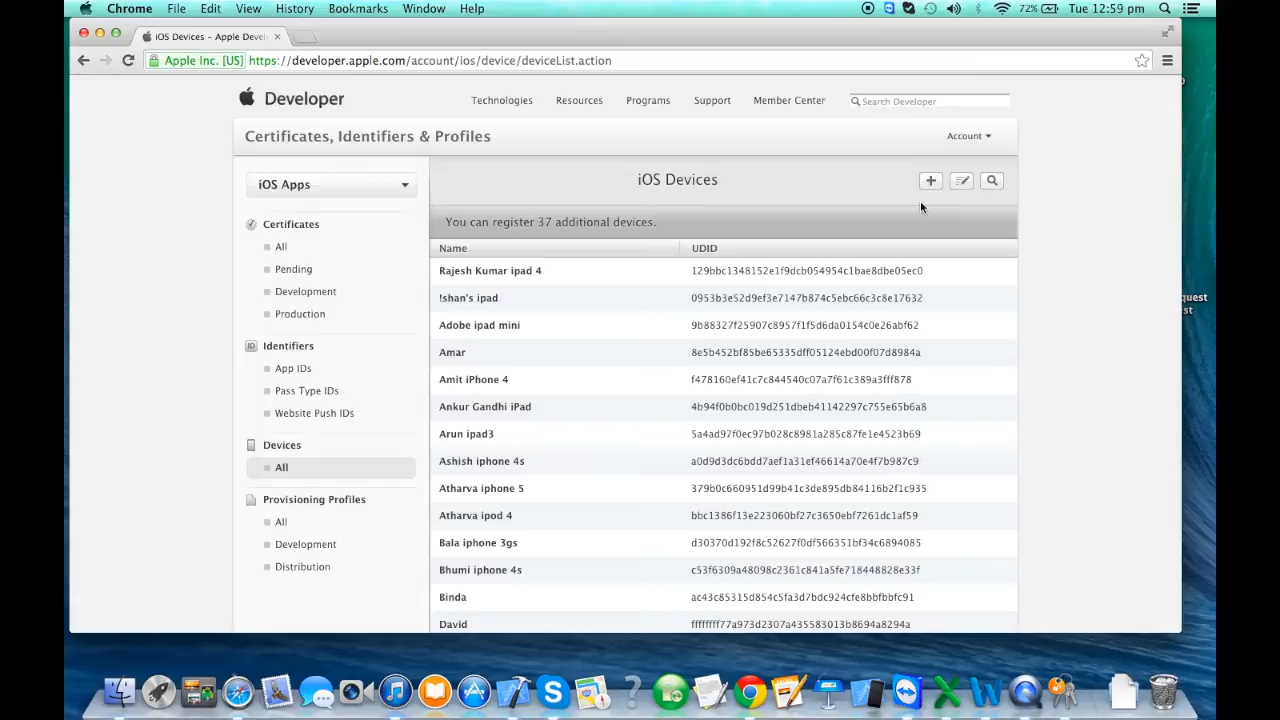 Chrome File Edit View History Bookmarks Window Help 72% Tue 12:59 pm
iOS Devices – Apple Devel
Apple Inc. [US] https://developer.apple.com/account/ios/device/deviceList.action
Developer Technologies Resources Programs Support Member Center Search Developer
Certificates, Identifiers & Profiles Account
iOS Apps
iOS Devices
Certificates
All
Pending
Development
Production
Identifiers
App IDs
Pass Type IDs
Website Push IDs
Devices
All
Provisioning Profiles
All
Development
Distribution
You can register 37 additional devices.
Name UDID
Rajesh Kumar ipad 4 129bbc1348152e1f9dcb054954c1bae8dbe05ec0
!shan's ipad 0953b3e52d9ef3e7147b874c5ebc66c3c8e17632
Adobe ipad mini 9b88327f25907c8957f1f5d6da0154c0e26abf62
Amar 8e5b452bf85be65335dff05124ebd00f07d8984a
Amit iPhone 4 f478160ef41c7c844540c07a7f61c389a3fff878
Ankur Gandhi iPad 4b94f0b0bc019d251dbeb41142297c755e65b6a8
Arun ipad3 5a4ad97f0ec97b028c8981a285c87fe1e4523b69
Ashish iphone 4s a0d9d3dc6bdd7aef1a31ef46614a70e4f7b987c9
Atharva iphone 5 379b0c660951d99b41c3de895db84116b2f1c935
Atharva ipod 4 bbc1386f13e223060bf27c3650ebf7261dc1af59
Bala iphone 3gs d30370d192f8c52627f0df566351bf34c6894085
Bhumi iphone 4s c53f6309a48098c2361c841a5fe718448828e33f
Binda ac43c85315d854c5fa3d7bdc924cfe8bbfbbfc91
David ffffffff77a973d2307a435583013b8694a8294a
quest
st